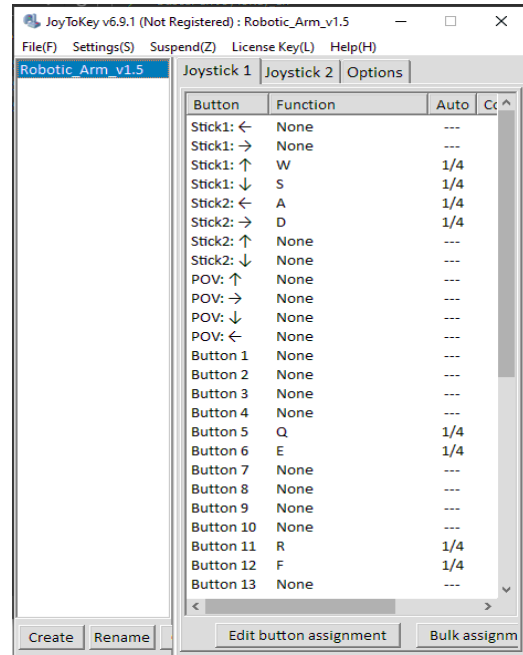 JoyToKey v6.9.1 (Not Registered) : Robotic_Arm_v1.5
File(F) Settings(S) Suspend(Z) License Key(L) Help(H)
Robotic_Arm_v1.5
Joystick 1 Joystick 2 Options
Button Function Auto Cc
Stick1: ← None ---
Stick1: → None ---
Stick1: ↑ W 1/4
Stick1: ↓ S 1/4
Stick2: ← A 1/4
Stick2: → D 1/4
Stick2: ↑ None ---
Stick2: ↓ None ---
POV: ↑ None ---
POV: → None ---
POV: ↓ None ---
POV: ← None ---
Button 1 None ---
Button 2 None ---
Button 3 None ---
Button 4 None ---
Button 5 Q 1/4
Button 6 E 1/4
Button 7 None ---
Button 8 None ---
Button 9 None ---
Button 10 None ---
Button 11 R 1/4
Button 12 F 1/4
Button 13 None ---
Create Rename Edit button assignment Bulk assignm